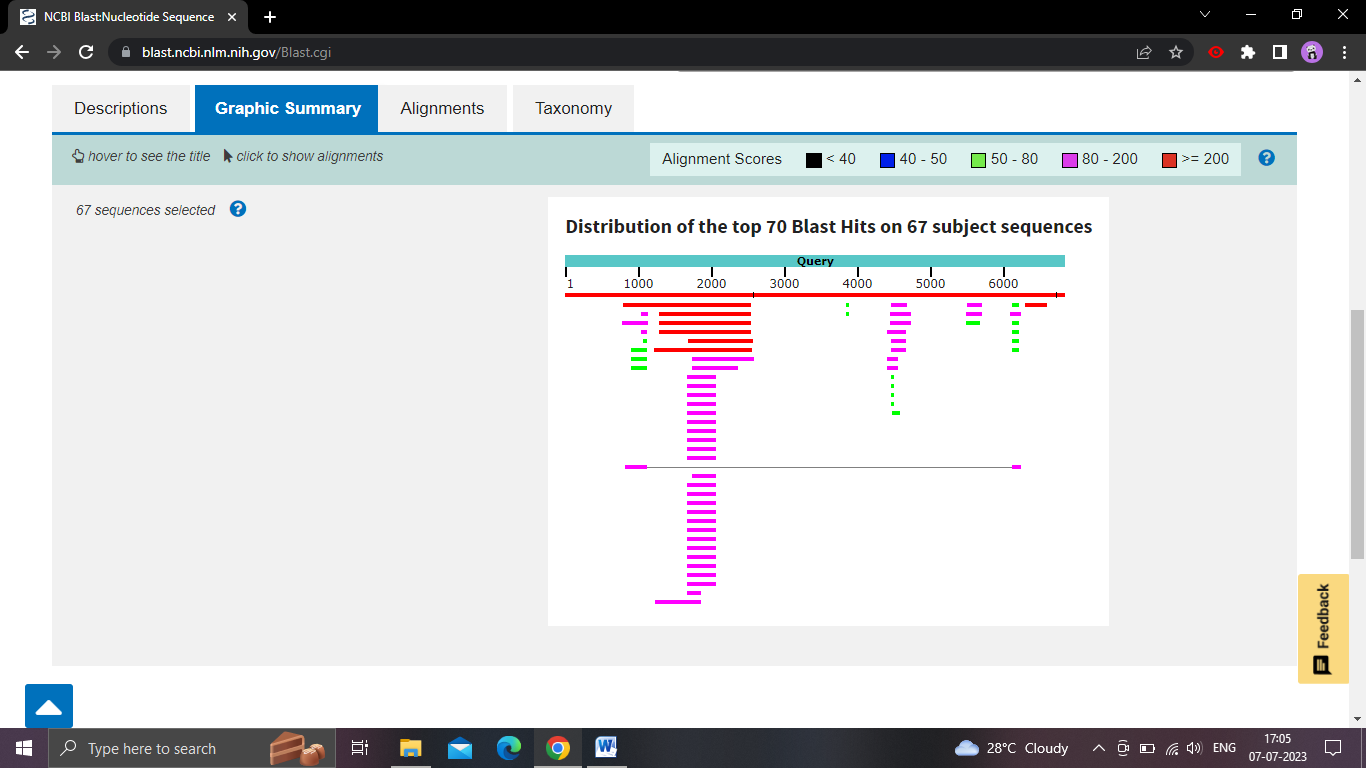 NCBI Blast:Nucleotide Sequence
blast.ncbi.nlm.nih.gov/Blast.cgi
Descriptions Graphic Summary Alignments Taxonomy
hover to see the title click to show alignments Alignment Scores < 40 40 - 50 50 - 80 80 - 200 >= 200 ?
67 sequences selected ?
Distribution of the top 70 Blast Hits on 67 subject sequences
Query
1 1000 2000 3000 4000 5000 6000
Feedback
Type here to search
W
28°C Cloudy
ENG
17:05
07-07-2023